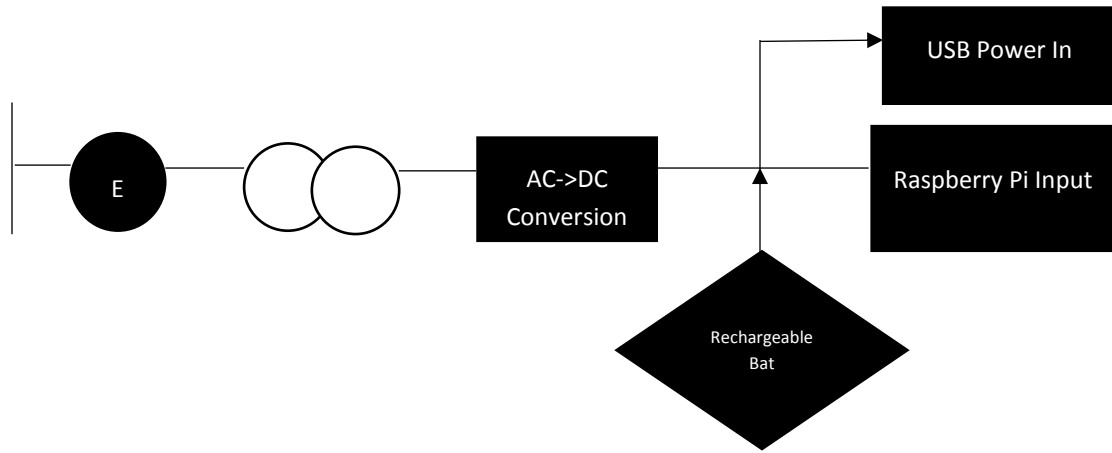 USB Power In
E
AC->DC
Conversion
Raspberry Pi Input
Rechargeable
Bat